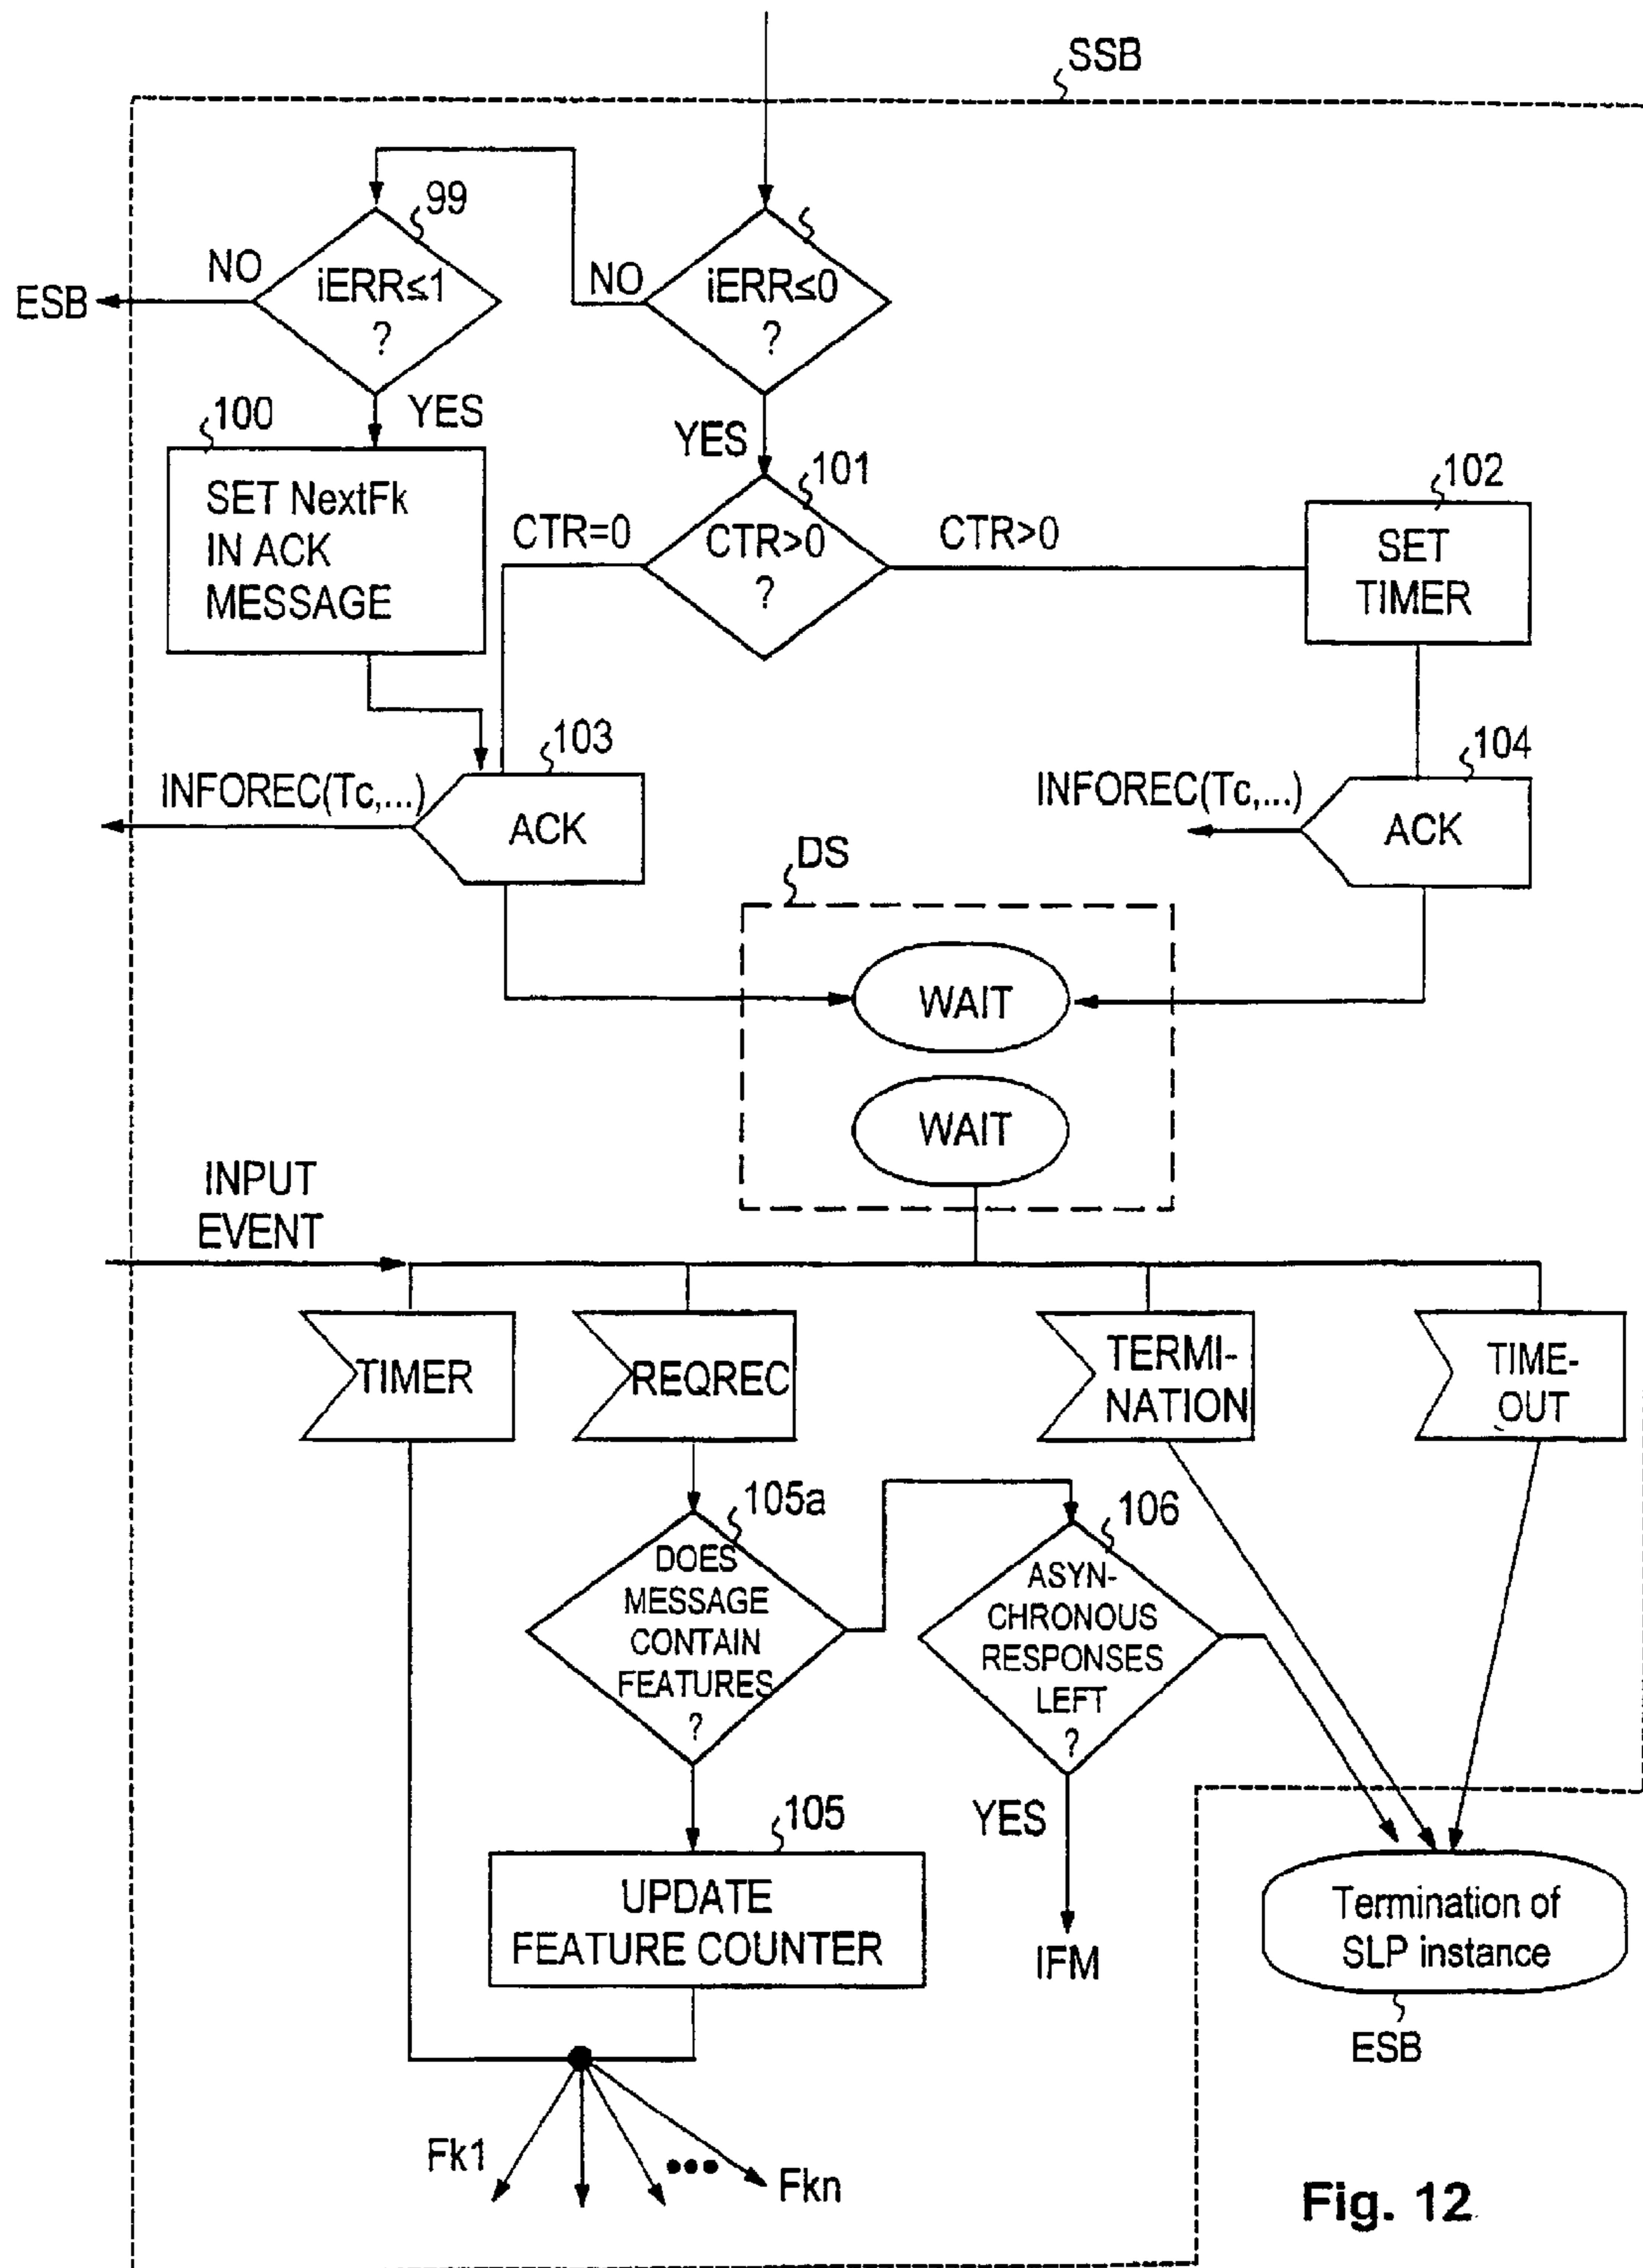 SSB
99
NO
iERR≤1
?
ESB
NO
iERR≤0
?
YES
100
SET NextFk
IN ACK
MESSAGE
YES
101
CTR=0
CTR>0
?
CTR>0
102
SET
TIMER
103
INFOREC(Tc,...)
ACK
104
INFOREC(Tc,...)
ACK
DS
WAIT
WAIT
INPUT
EVENT
TIMER
REQREC
TERMI-
NATION
TIME-
OUT
105a
DOES
MESSAGE
CONTAIN
FEATURES
?
106
ASYN-
CHRONOUS
RESPONSES
LEFT
?
YES
IFM
105
UPDATE
FEATURE COUNTER
Termination of
SLP instance
ESB
Fk1
•••
Fkn
Fig. 12